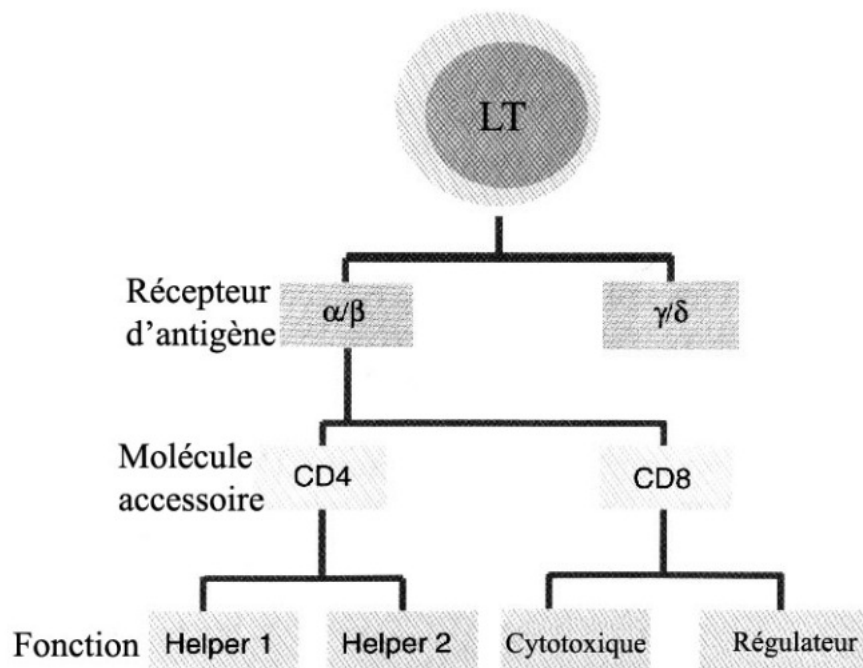 LT
Récepteur
d'antigène
α/β
γ/δ
Molécule
accessoire
CD4
CD8
Fonction
Helper 1
Helper 2
Cytotoxique
Régulateur